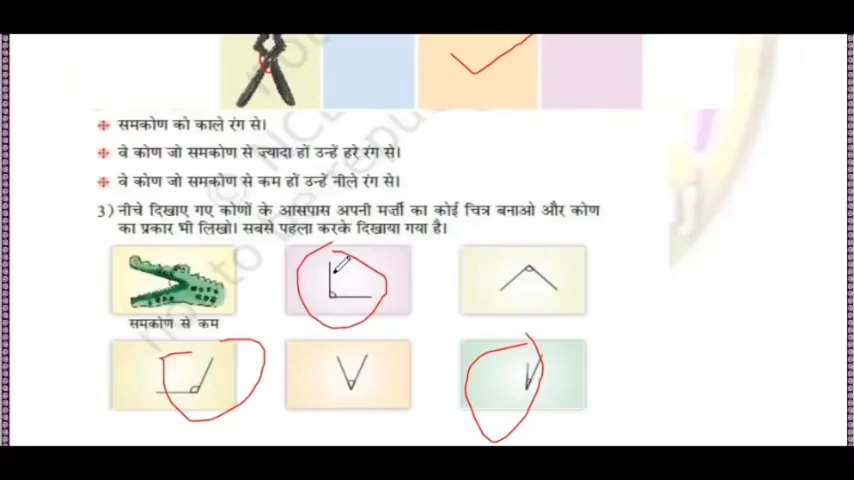 समकोण को काले रंग से।
वे कोण जो समकोण से ज्यादा हों उन्हें हरे रंग से।
वे कोण जो समकोण से कम हों उन्हें नीले रंग से।
3) नीचे दिखाए गए कोणों के आसपास अपनी मर्ज़ी का कोई चित्र बनाओ और कोण
का प्रकार भी लिखो। सबसे पहला करके दिखाया गया है।
समकोण से कम